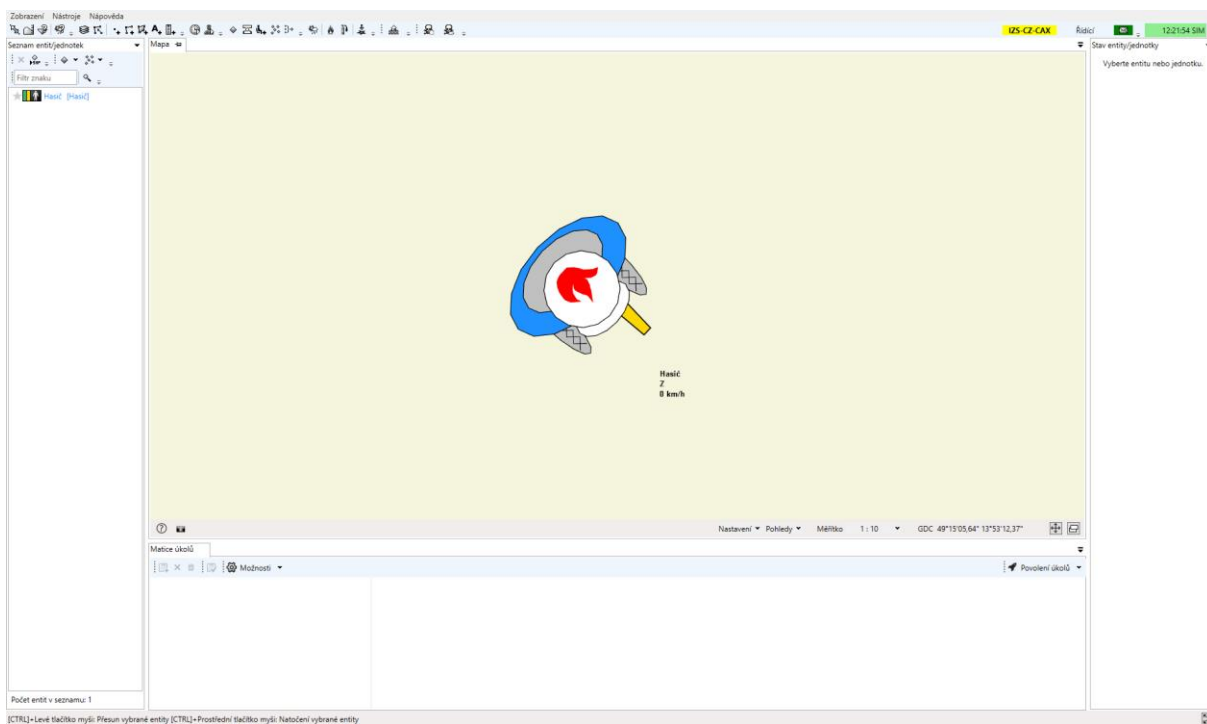 Zobrazení Nástroje Nápověda
IZS-CZ-CAX Řídící 12:21:54 SIM
Seznam entit/jednotek
Mapa
Stav entity/jednotky
Vyberte entitu nebo jednotku.
Filtr znaku
Hasič [Hasič]
Hasič
Z
0 km/h
Nastavení Pohledy Měřítko 1 : 10 GDC 49°15'05,64" 13°53'12,37"
Matice úkolů
Možnosti
Povolení úkolů
Počet entit v seznamu: 1
[CTRL]+Levé tlačítko myši: Přesun vybrané entity [CTRL]+Prostřední tlačítko myši: Natočení vybrané entity